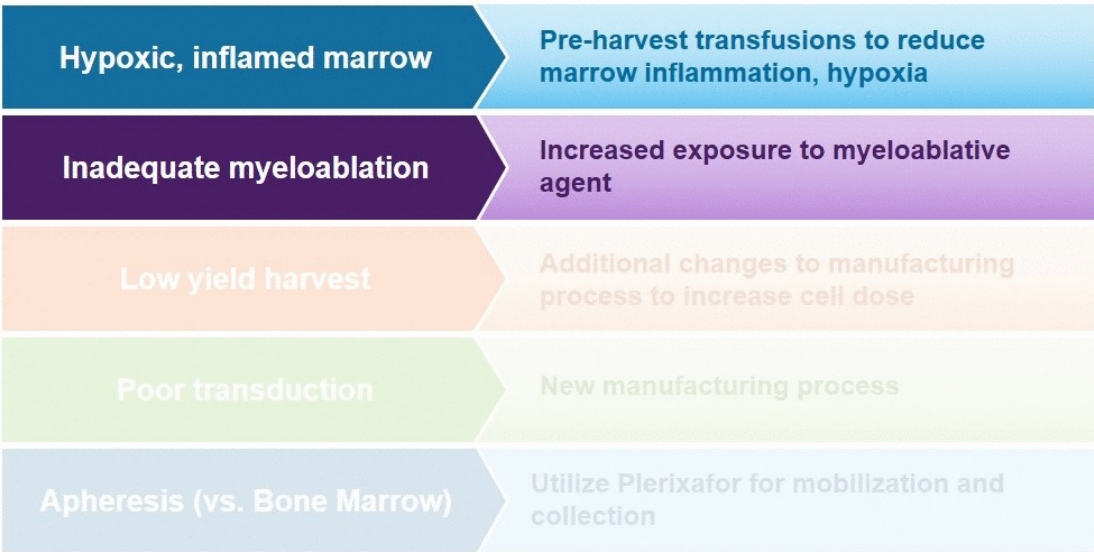 Hypoxic, inflamed marrow
Pre-harvest transfusions to reduce
marrow inflammation, hypoxia
Inadequate myeloablation
Increased exposure to myeloablative
agent
Low yield harvest
Additional changes to manufacturing
process to increase cell dose
Poor transduction
New manufacturing process
Apheresis (vs. Bone Marrow)
Utilize Plerixafor for mobilization and
collection